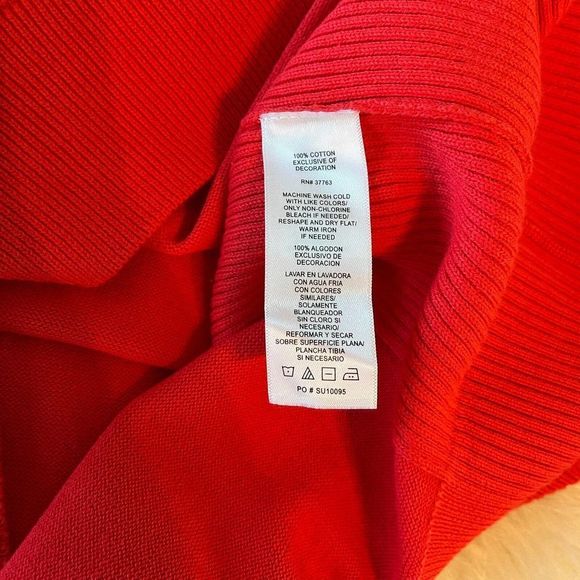 100% COTTON
EXCLUSIVE OF
DECORATION
RN# 37763
MACHINE WASH COLD
WITH LIKE COLORS/
ONLY NON-CHLORINE
BLEACH IF NEEDED/
RESHAPE AND DRY FLAT/
WARM IRON
IF NEEDED
100% ALGODON
EXCLUSIVO DE
DECORACION
LAVAR EN LAVADORA
CON AGUA FRIA
CON COLORES
SIMILARES/
SOLAMENTE
BLANQUEADOR
SIN CLORO SI
NECESARIO/
REFORMAR Y SECAR
SOBRE SUPERFICIE PLANA/
PLANCHA TIBIA
SI NECESARIO
PO # SU10095